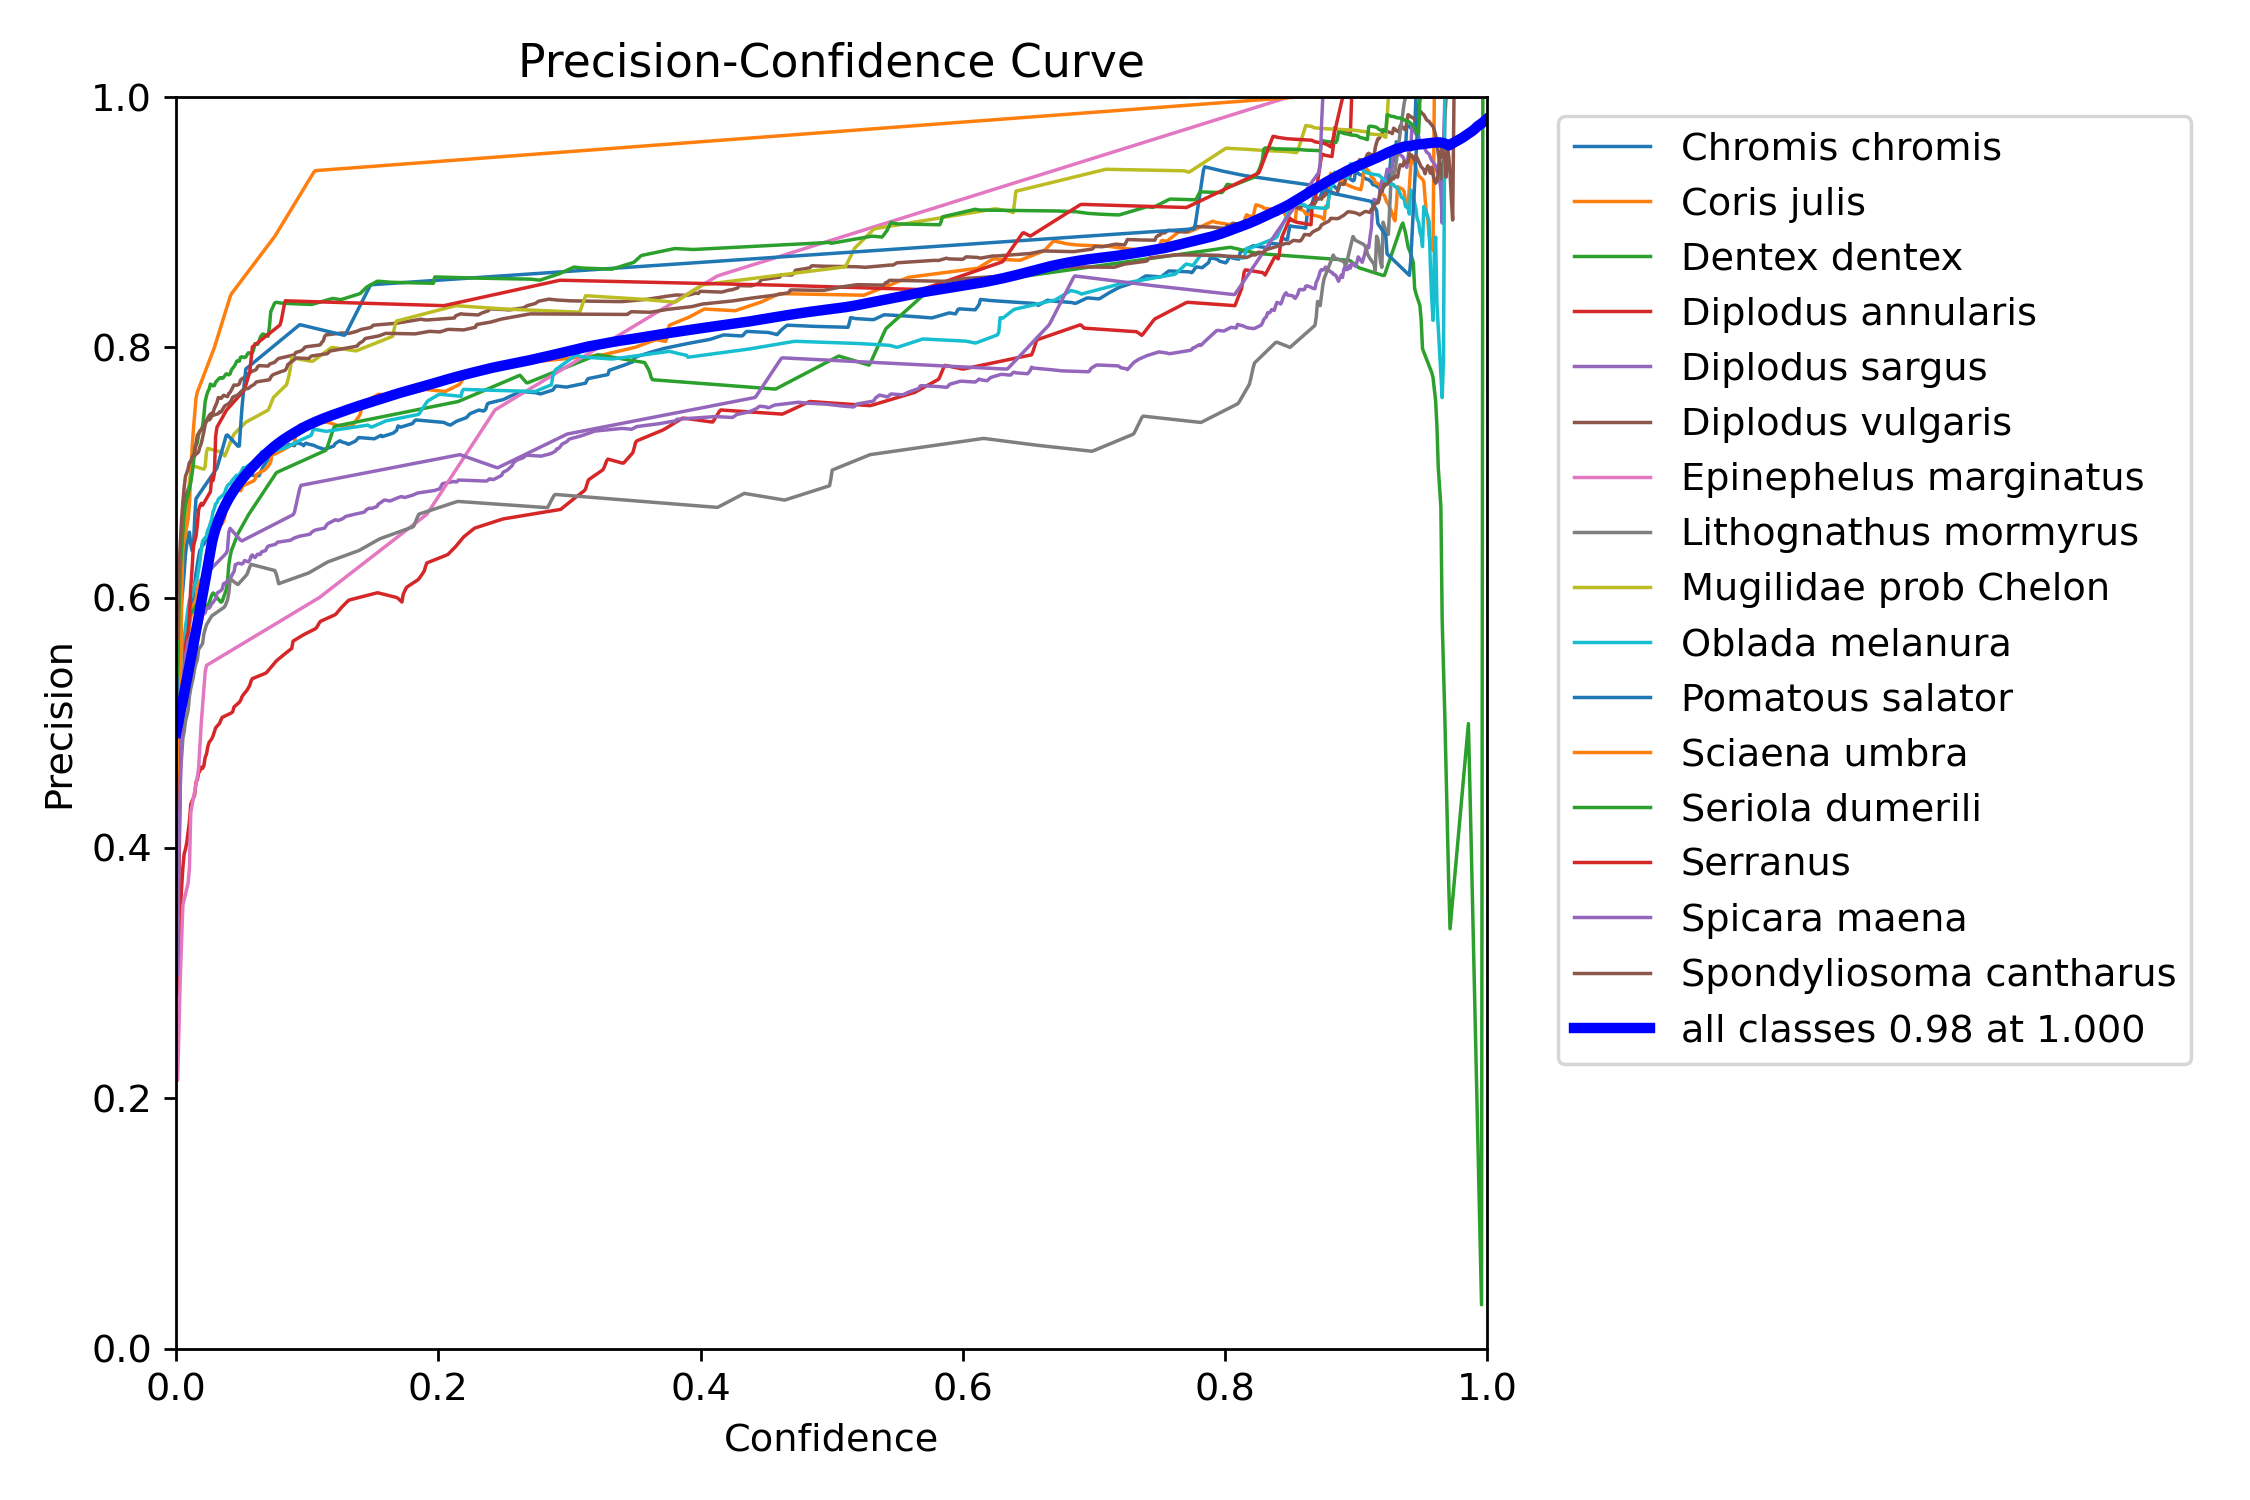 Precision-Confidence Curve
1.0
0.8
0.6
0.4
0.2
0.0
Precision
0.0 0.2 0.4 0.6 0.8 1.0
Confidence
Chromis chromis
Coris julis
Dentex dentex
Diplodus annularis
Diplodus sargus
Diplodus vulgaris
Epinephelus marginatus
Lithognathus mormyrus
Mugilidae prob Chelon
Oblada melanura
Pomatous salator
Sciaena umbra
Seriola dumerili
Serranus
Spicara maena
Spondyliosoma cantharus
all classes 0.98 at 1.000